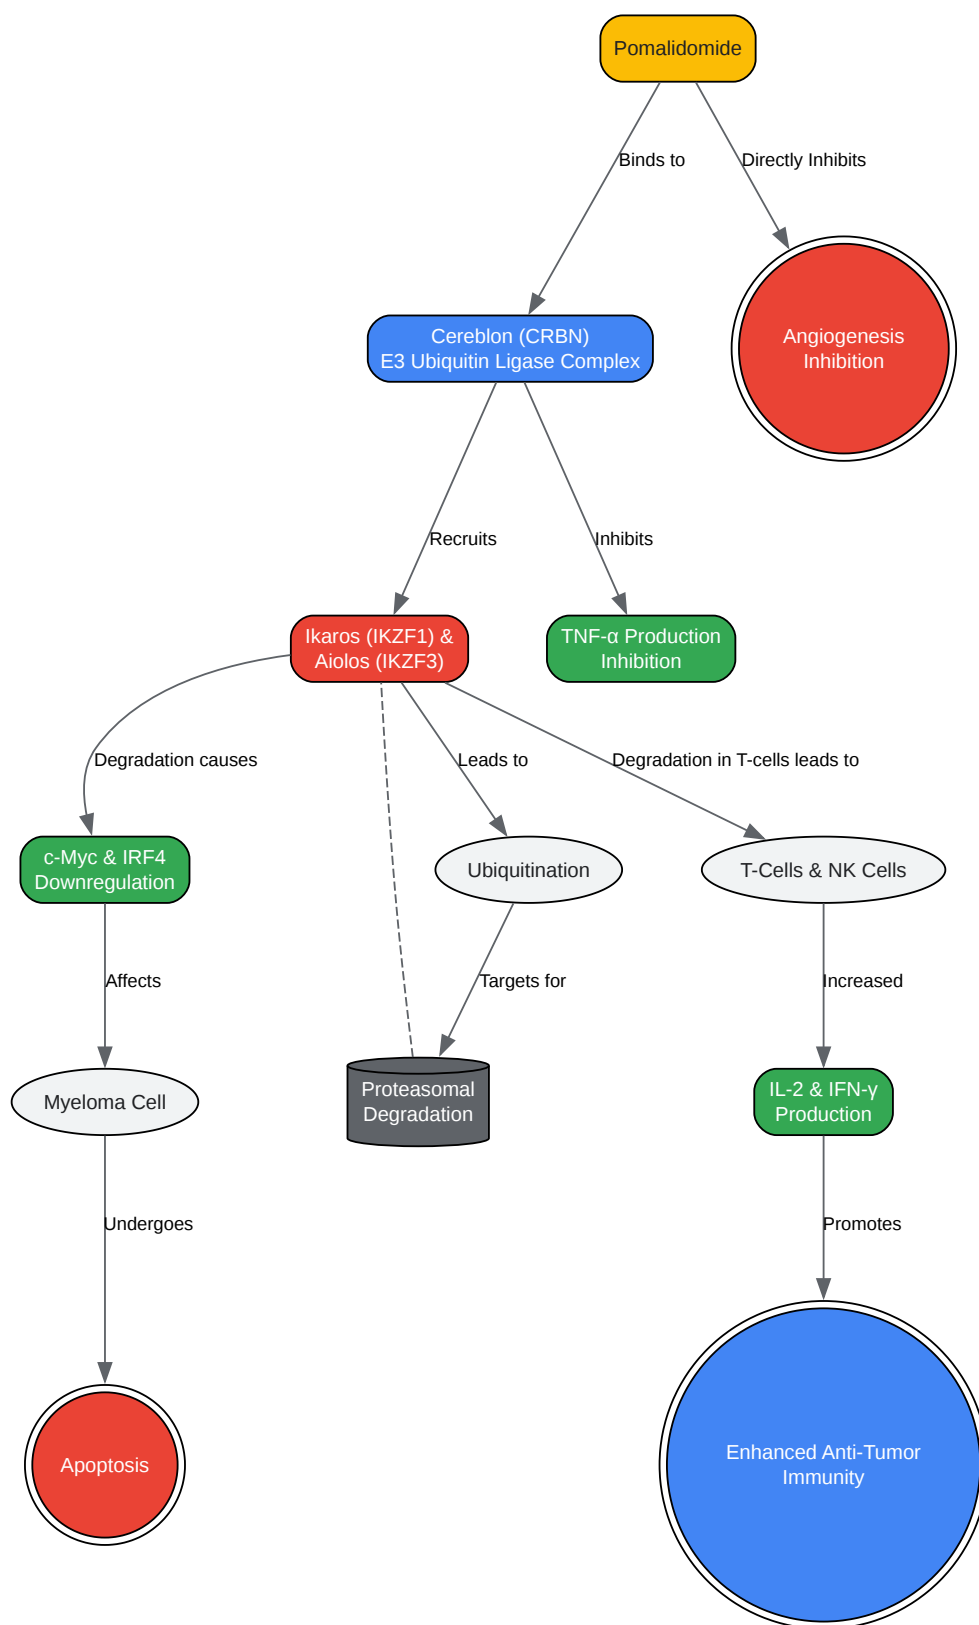 Pomalidomide
Binds to
Directly Inhibits
Cereblon (CRBN)
E3 Ubiquitin Ligase Complex
Angiogenesis
Inhibition
Recruits
Inhibits
Ikaros (IKZF1) &
Aiolos (IKZF3)
TNF-α Production
Inhibition
Degradation causes
Leads to
Degradation in T-cells leads to
c-Myc & IRF4
Downregulation
Ubiquitination
T-Cells & NK Cells
Affects
Targets for
Increased
Myeloma Cell
Proteasomal
Degradation
IL-2 & IFN-γ
Production
Undergoes
Promotes
Apoptosis
Enhanced Anti-Tumor
Immunity